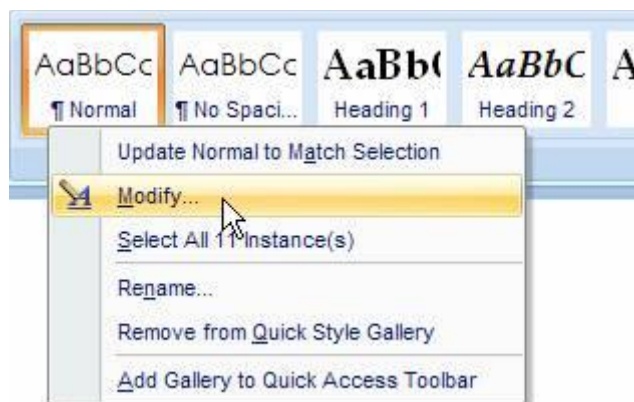 AaBbCc AaBbCc AaBb( AaBbC A
¶ Normal ¶ No Spaci... Heading 1 Heading 2
Update Normal to Match Selection
Modify...
Select All 11 Instance(s)
Rename...
Remove from Quick Style Gallery
Add Gallery to Quick Access Toolbar